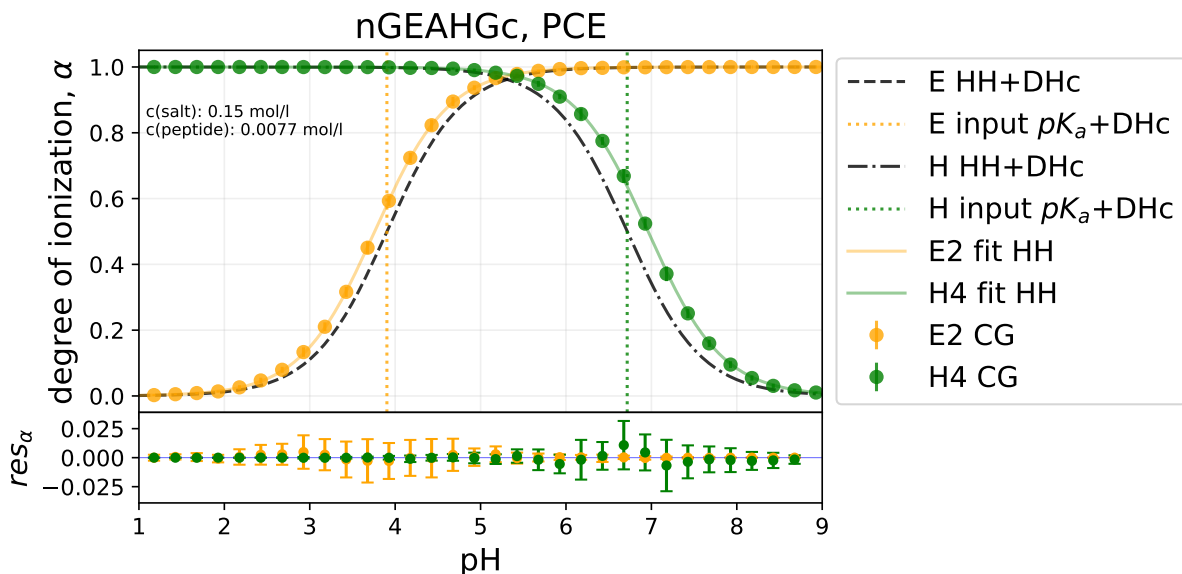 nGEAHGc, PCE
degree of ionization, α
1.0
0.8
0.6
0.4
0.2
0.0
c(salt): 0.15 mol/l
c(peptide): 0.0077 mol/l
E HH+DHc
E input pKₐ+DHc
H HH+DHc
H input pKₐ+DHc
E2 fit HH
H4 fit HH
E2 CG
H4 CG
res_α
0.025
0.000
−0.025
1 2 3 4 5 6 7 8 9
pH